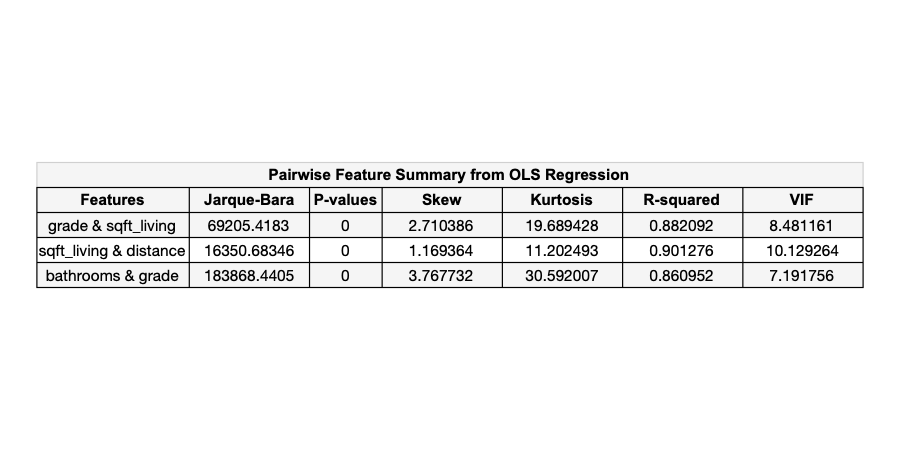 Pairwise Feature Summary from OLS Regression
Features Jarque-Bara P-values Skew Kurtosis R-squared VIF
grade & sqft_living 69205.4183 0 2.710386 19.689428 0.882092 8.481161
sqft_living & distance 16350.68346 0 1.169364 11.202493 0.901276 10.129264
bathrooms & grade 183868.4405 0 3.767732 30.592007 0.860952 7.191756